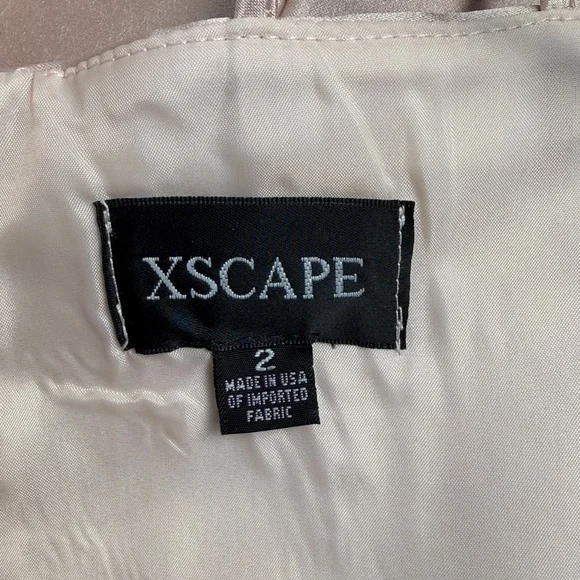 XSCAPE
2
MADE IN USA
OF IMPORTED
FABRIC